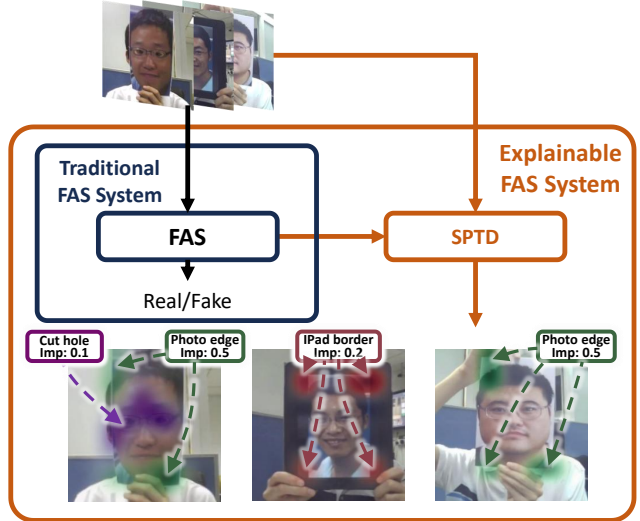 Traditional
FAS System
Explainable
FAS System
FAS
SPTD
Real/Fake
Cut hole
Imp: 0.1
Photo edge
Imp: 0.5
IPad border
Imp: 0.2
Photo edge
Imp: 0.5